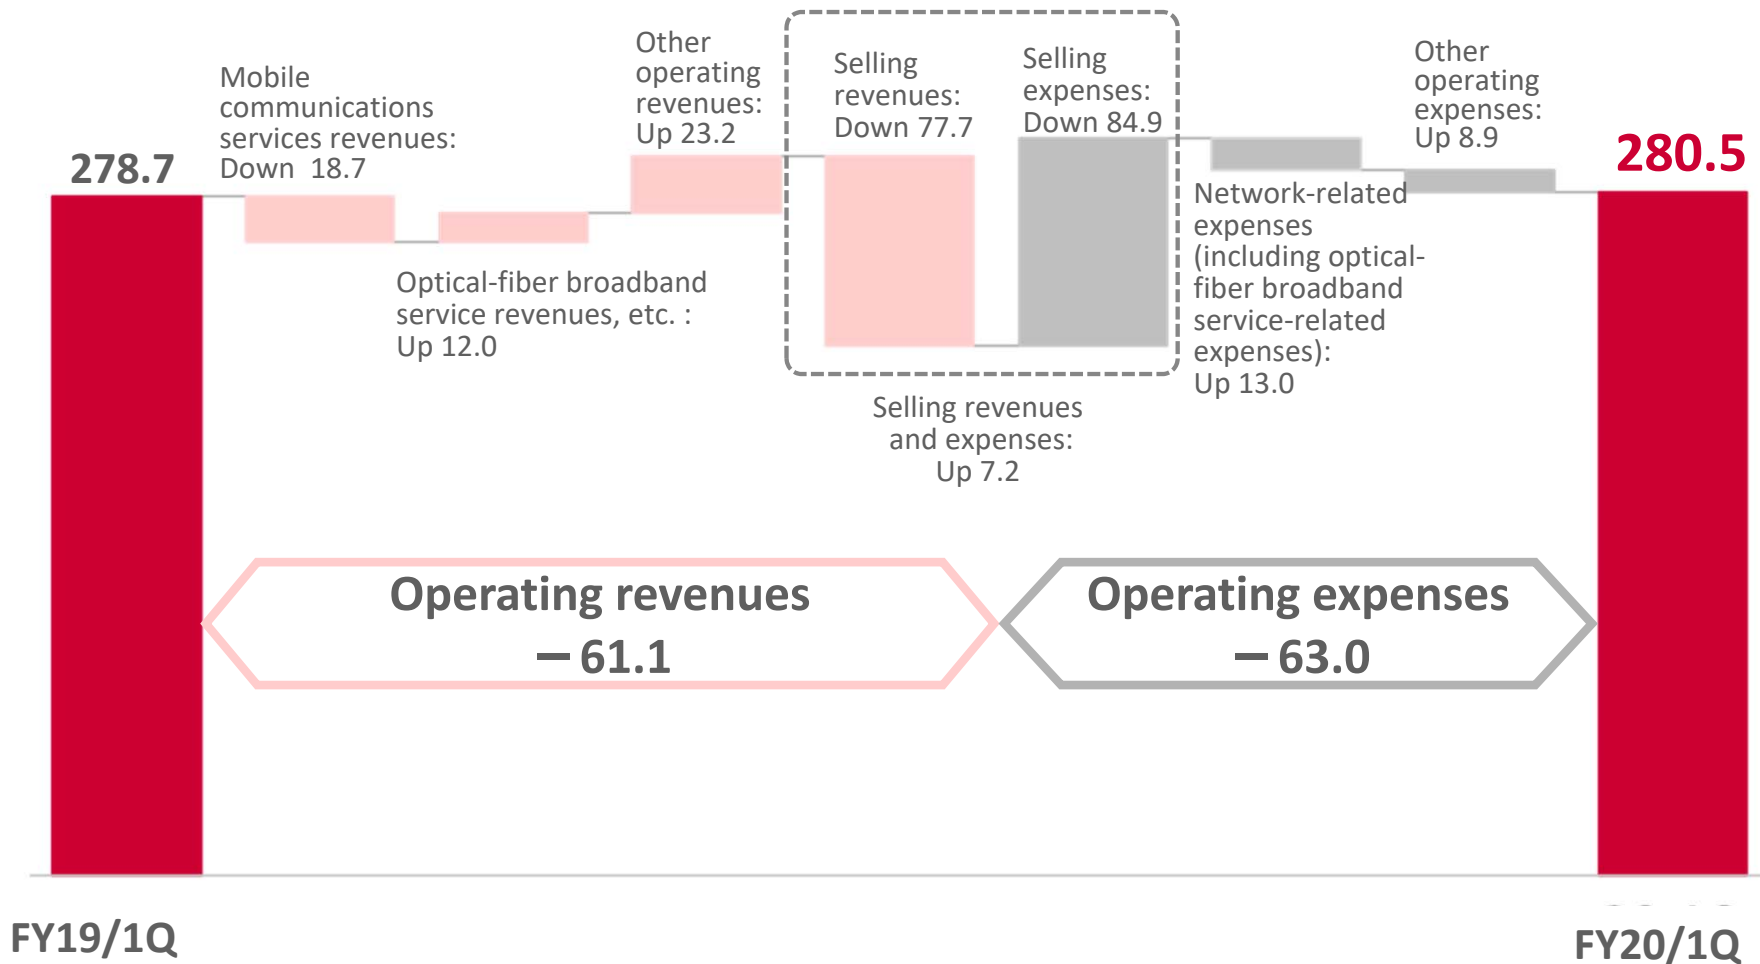 278.7
Mobile
communications
services revenues:
Down 18.7
Optical-fiber broadband
service revenues, etc. :
Up 12.0
Other
operating
revenues:
Up 23.2
Selling
revenues:
Down 77.7
Selling
expenses:
Down 84.9
Selling revenues
and expenses:
Up 7.2
Network-related
expenses
(including optical-
fiber broadband
service-related
expenses):
Up 13.0
Other
operating
expenses:
Up 8.9
280.5
Operating revenues
－61.1
Operating expenses
－63.0
FY19/1Q
FY20/1Q